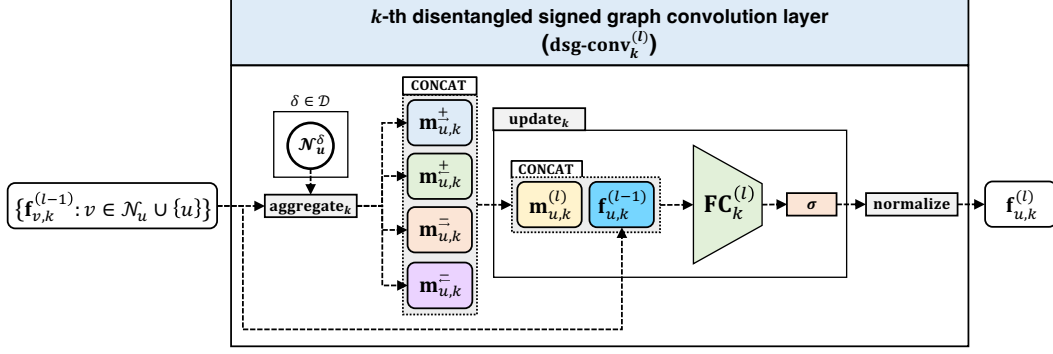 k-th disentangled signed graph convolution layer
(dsg-conv_k^(l))
CONCAT
δ ∈ 𝒟
𝒩_u^δ
m_{u,k}^{+→}
m_{u,k}^{+←}
m_{u,k}^{-→}
m_{u,k}^{-←}
{f_{v,k}^{(l-1)}: v ∈ 𝒩_u ∪ {u}}
aggregate_k
update_k
CONCAT
m_{u,k}^{(l)}
f_{u,k}^{(l-1)}
FC_k^{(l)}
σ
normalize
f_{u,k}^{(l)}